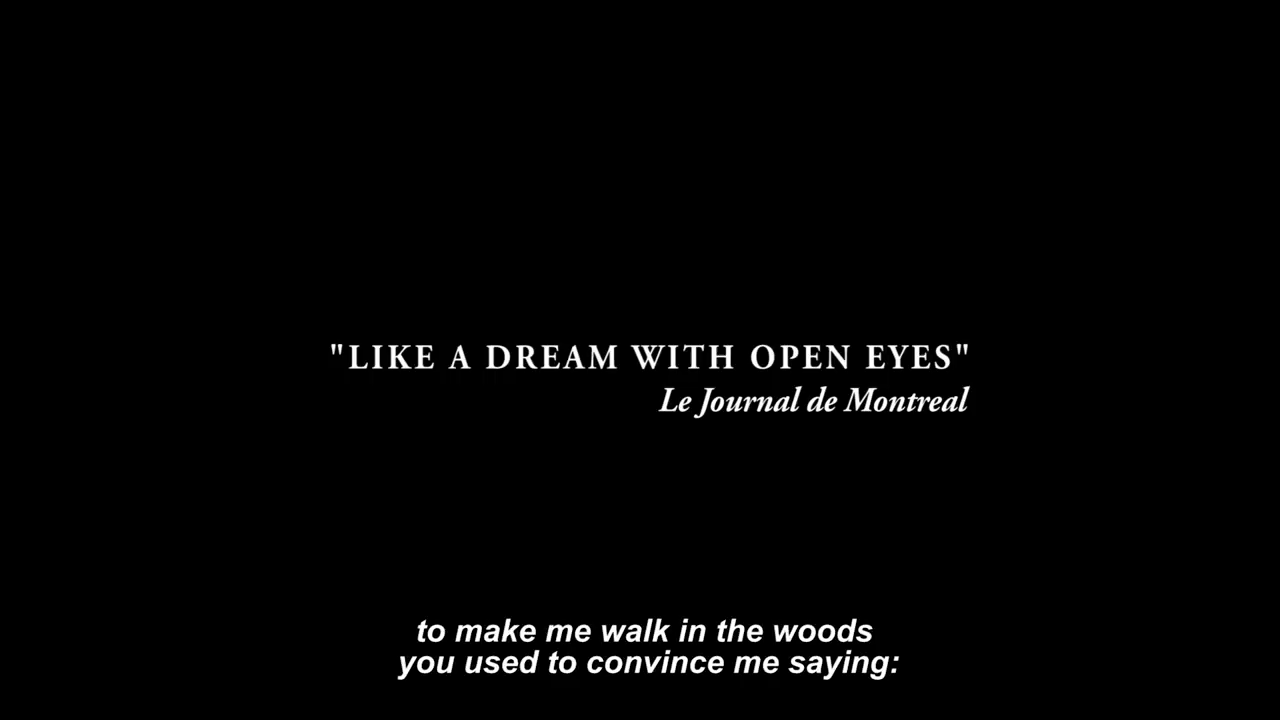 "LIKE A DREAM WITH OPEN EYES"
Le Journal de Montreal
to make me walk in the woods
you used to convince me saying: